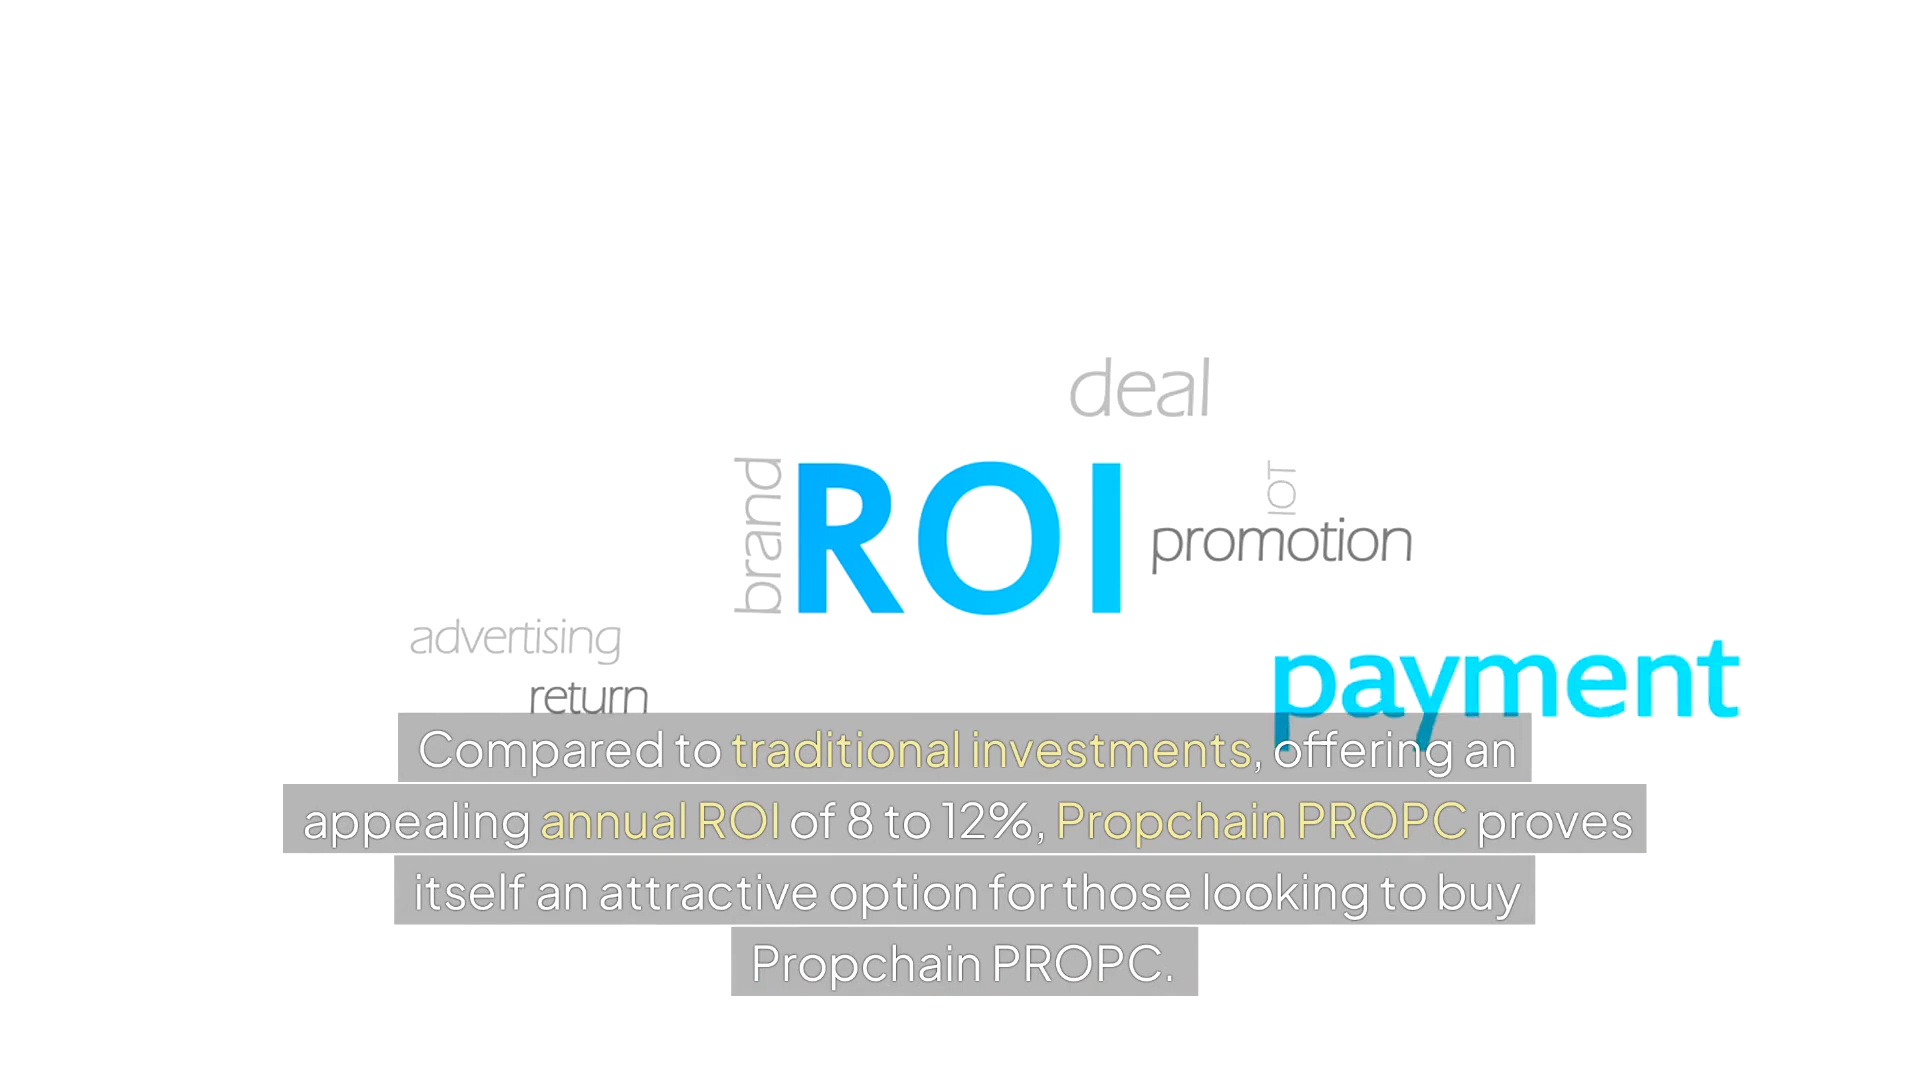 deal
brand
ROI
IOT
promotion
advertising
return
payment
Compared to traditional investments, offering an
appealing annual ROI of 8 to 12%, Propchain PROPC proves
itself an attractive option for those looking to buy
Propchain PROPC.